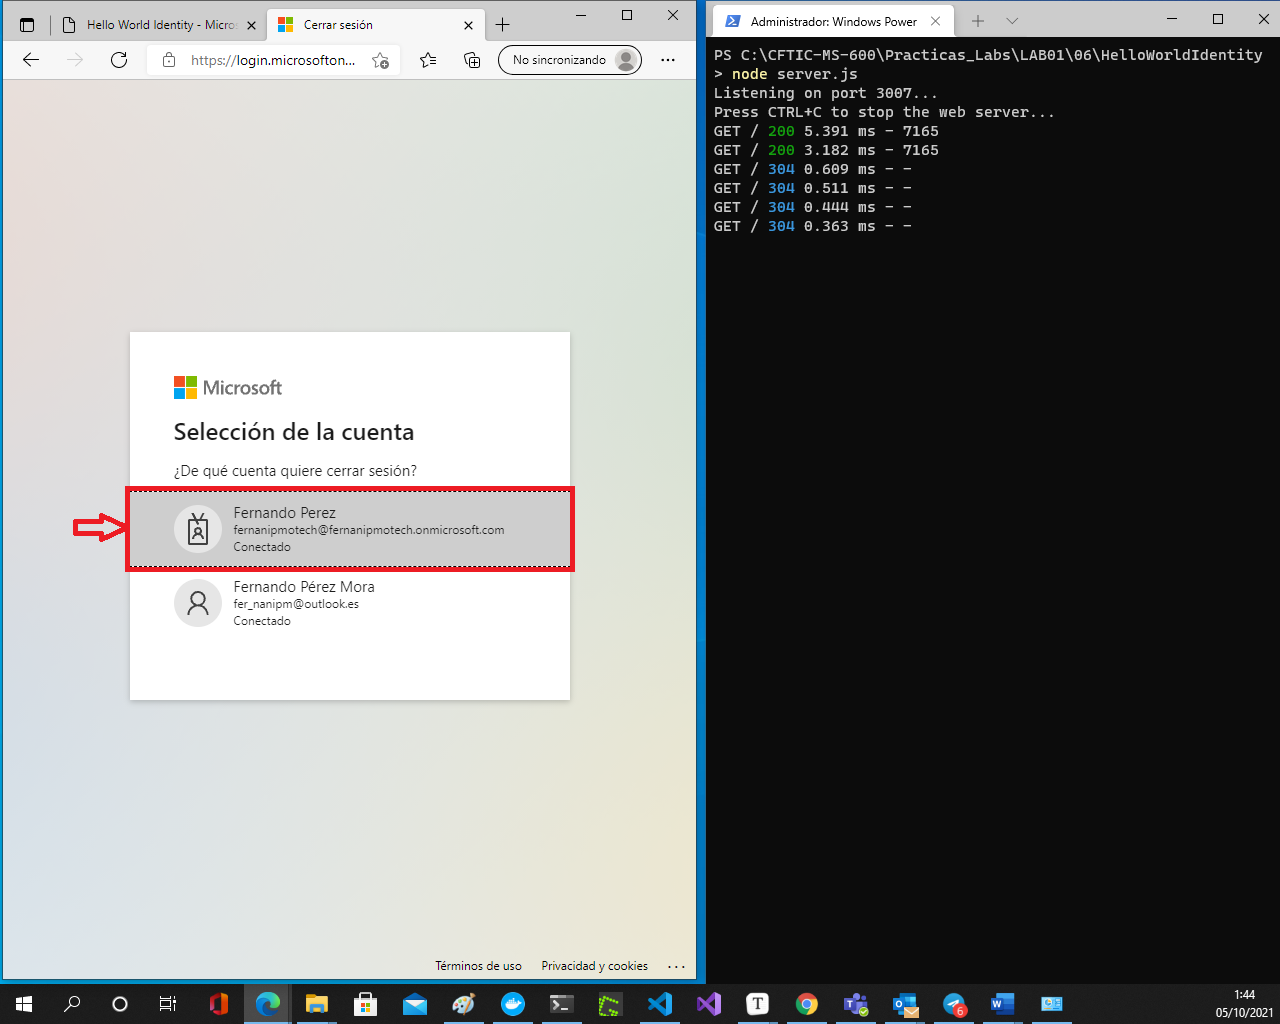 Hello World Identity - Micros
Cerrar sesión
https://login.microsofton...
No sincronizando
Microsoft
Selección de la cuenta
¿De qué cuenta quiere cerrar sesión?
Fernando Perez
fernanipmotech@fernanipmotech.onmicrosoft.com
Conectado
Fernando Pérez Mora
fer_nanipm@outlook.es
Conectado
Términos de uso
Privacidad y cookies
Administrador: Windows Power
PS C:\CFTIC-MS-600\Practicas_Labs\LAB01\06\HelloWorldIdentity
> node server.js
Listening on port 3007...
Press CTRL+C to stop the web server...
GET / 200 5.391 ms - 7165
GET / 200 3.182 ms - 7165
GET / 304 0.609 ms - -
GET / 304 0.511 ms - -
GET / 304 0.444 ms - -
GET / 304 0.363 ms - -
T
6
1:44
05/10/2021